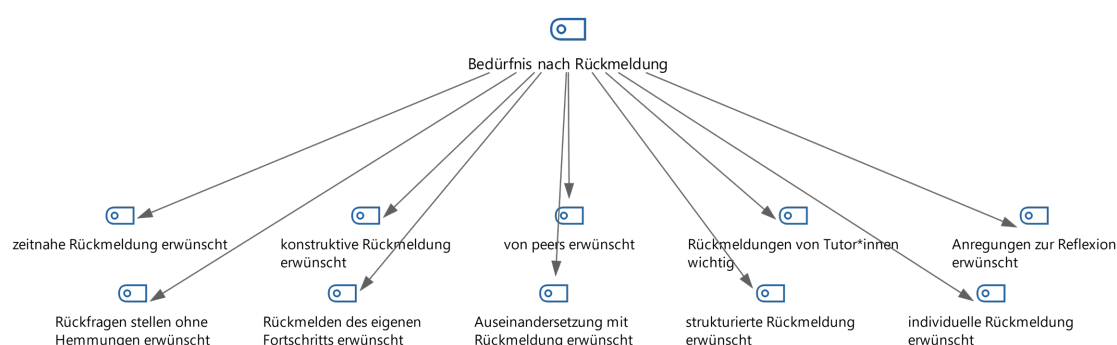 Bedürfnis nach Rückmeldung
zeitnahe Rückmeldung erwünscht
konstruktive Rückmeldung
erwünscht
von peers erwünscht
Rückmeldungen von Tutor*innen
wichtig
Anregungen zur Reflexion
erwünscht
Rückfragen stellen ohne
Hemmungen erwünscht
Rückmelden des eigenen
Fortschritts erwünscht
Auseinandersetzung mit
Rückmeldung erwünscht
strukturierte Rückmeldung
erwünscht
individuelle Rückmeldung
erwünscht